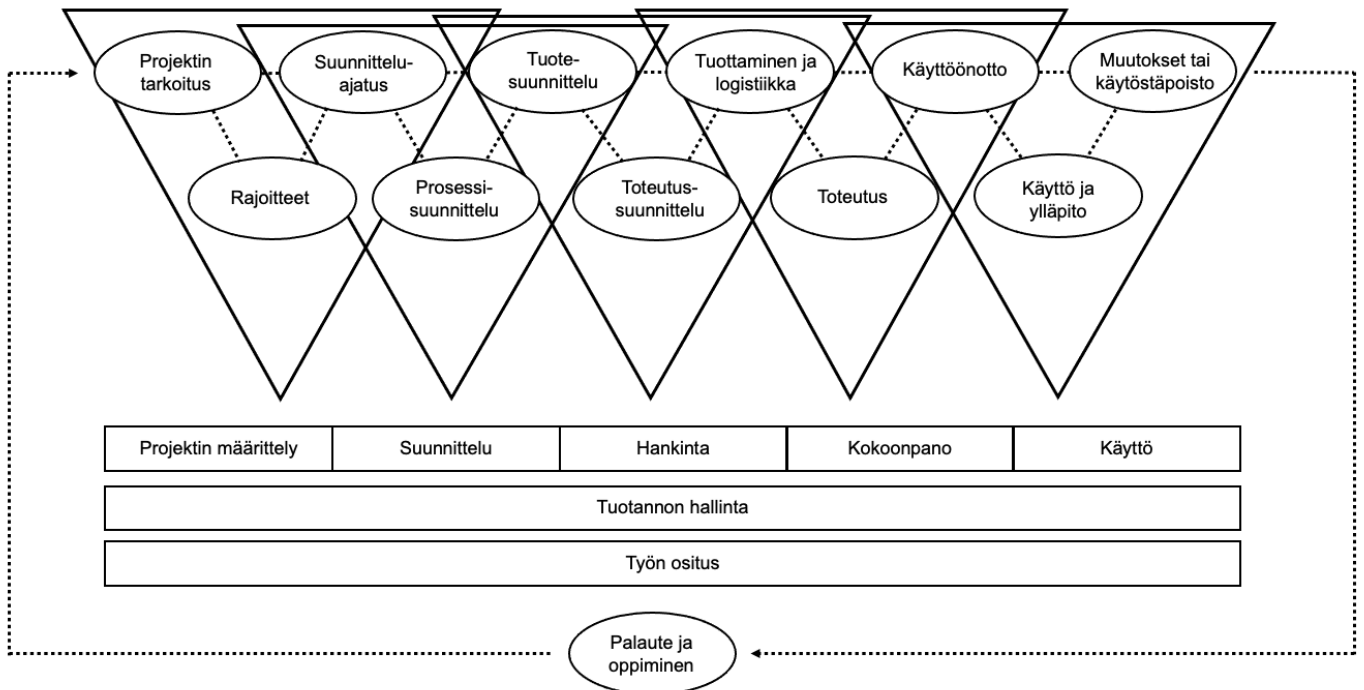 Projektin
tarkoitus
Suunnittelu-
ajatus
Tuote-
suunnittelu
Tuottaminen ja
logistiikka
Käyttöönotto
Muutokset tai
käytöstäpoisto
Rajoitteet
Prosessi-
suunnittelu
Toteutus-
suunnittelu
Toteutus
Käyttö ja
ylläpito
Projektin määrittely
Suunnittelu
Hankinta
Kokoonpano
Käyttö
Tuotannon hallinta
Työn ositus
Palaute ja
oppiminen